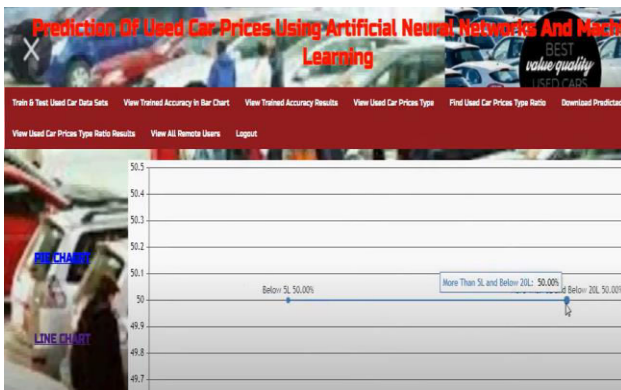 Prediction Of Used Car Prices Using Artificial Neural Networks And Mach
Learning
BEST
value quality
USED CARS
Train & Test Used Car Data Sets View Trained Accuracy in Bar Chart View Trained Accuracy Results View Used Car Prices Type Find Used Car Prices Type Ratio Download Predicted
View Used Car Prices Type Ratio Results View All Remote Users Logout
50.5
50.4
50.3
50.2
PIE CHART
50.1
More Than 5L and Below 20L: 50.00%
Below 5L 50.00%
d Below 20L 50.00%
50
49.9
LINE CHART
49.8
49.7